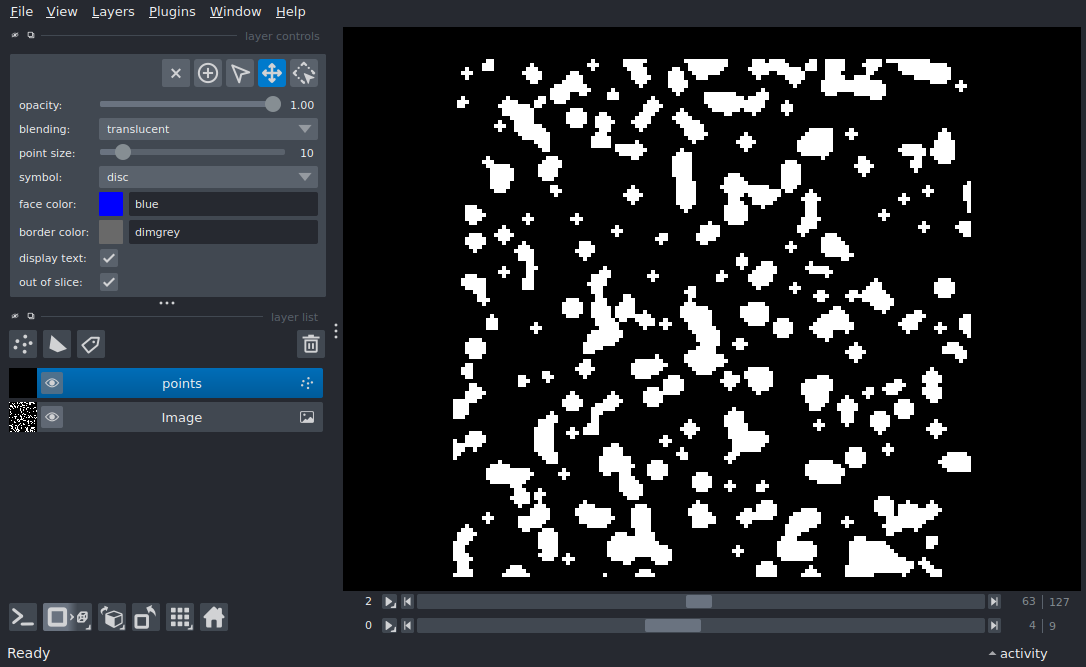 File View Layers Plugins Window Help
layer controls
opacity: 1.00
blending: translucent
point size: 10
symbol: disc
face color: blue
border color: dimgrey
display text:
out of slice:
layer list
points
Image
2 63 | 127
0 4 | 9
Ready activity